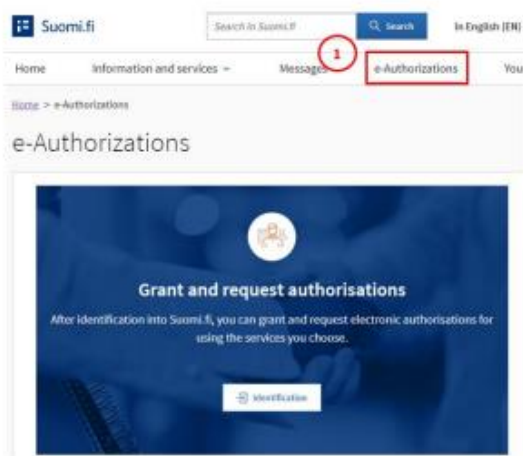 Suomi.fi
Search in Suomi.fi
Search
In English (EN)
1
Home
Information and services
Messages
e-Authorizations
You
Home > e-Authorizations
e-Authorizations
Grant and request authorisations
After identification into Suomi.fi, you can grant and request electronic authorisations for
using the services you choose.
Identification